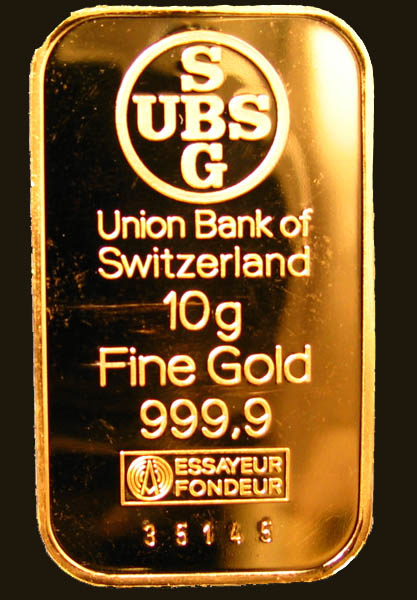 S
UBS
G
Union Bank of
Switzerland
10g
Fine Gold
999,9
ESSAYEUR
FONDEUR
35145